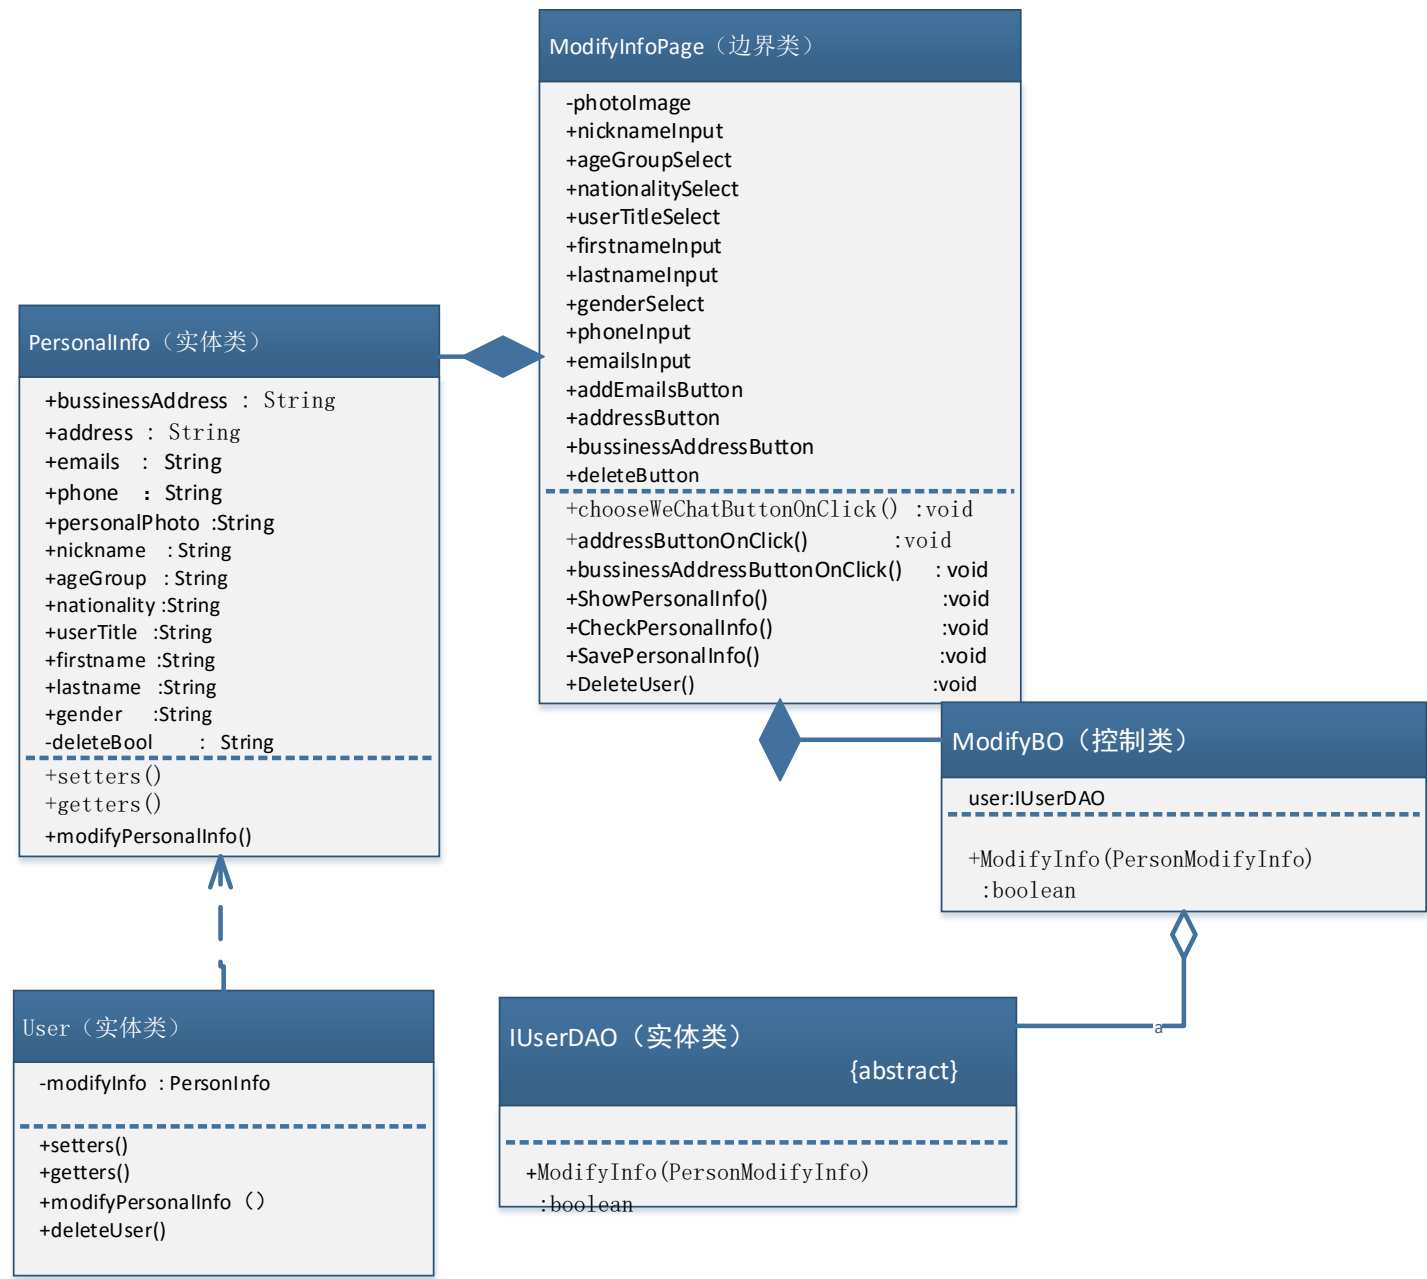 ModifyInfoPage（边界类）
-photoImage
+nicknameInput
+ageGroupSelect
+nationalitySelect
+userTitleSelect
+firstnameInput
+lastnameInput
+genderSelect
+phoneInput
+emailsInput
+addEmailsButton
+addressButton
+bussinessAddressButton
+deleteButton
+chooseWeChatButtonOnClick() :void
+addressButtonOnClick() :void
+bussinessAddressButtonOnClick() : void
+ShowPersonalInfo() :void
+CheckPersonalInfo() :void
+SavePersonalInfo() :void
+DeleteUser() :void
PersonalInfo（实体类）
+bussinessAddress : String
+address : String
+emails : String
+phone : String
+personalPhoto :String
+nickname : String
+ageGroup : String
+nationality :String
+userTitle :String
+firstname :String
+lastname :String
+gender :String
-deleteBool : String
+setters()
+getters()
+modifyPersonalInfo()
ModifyBO（控制类）
user:IUserDAO
+ModifyInfo(PersonModifyInfo)
:boolean
User（实体类）
-modifyInfo : PersonInfo
+setters()
+getters()
+modifyPersonalInfo（）
+deleteUser()
IUserDAO（实体类）
{abstract}
+ModifyInfo(PersonModifyInfo)
:boolean
a